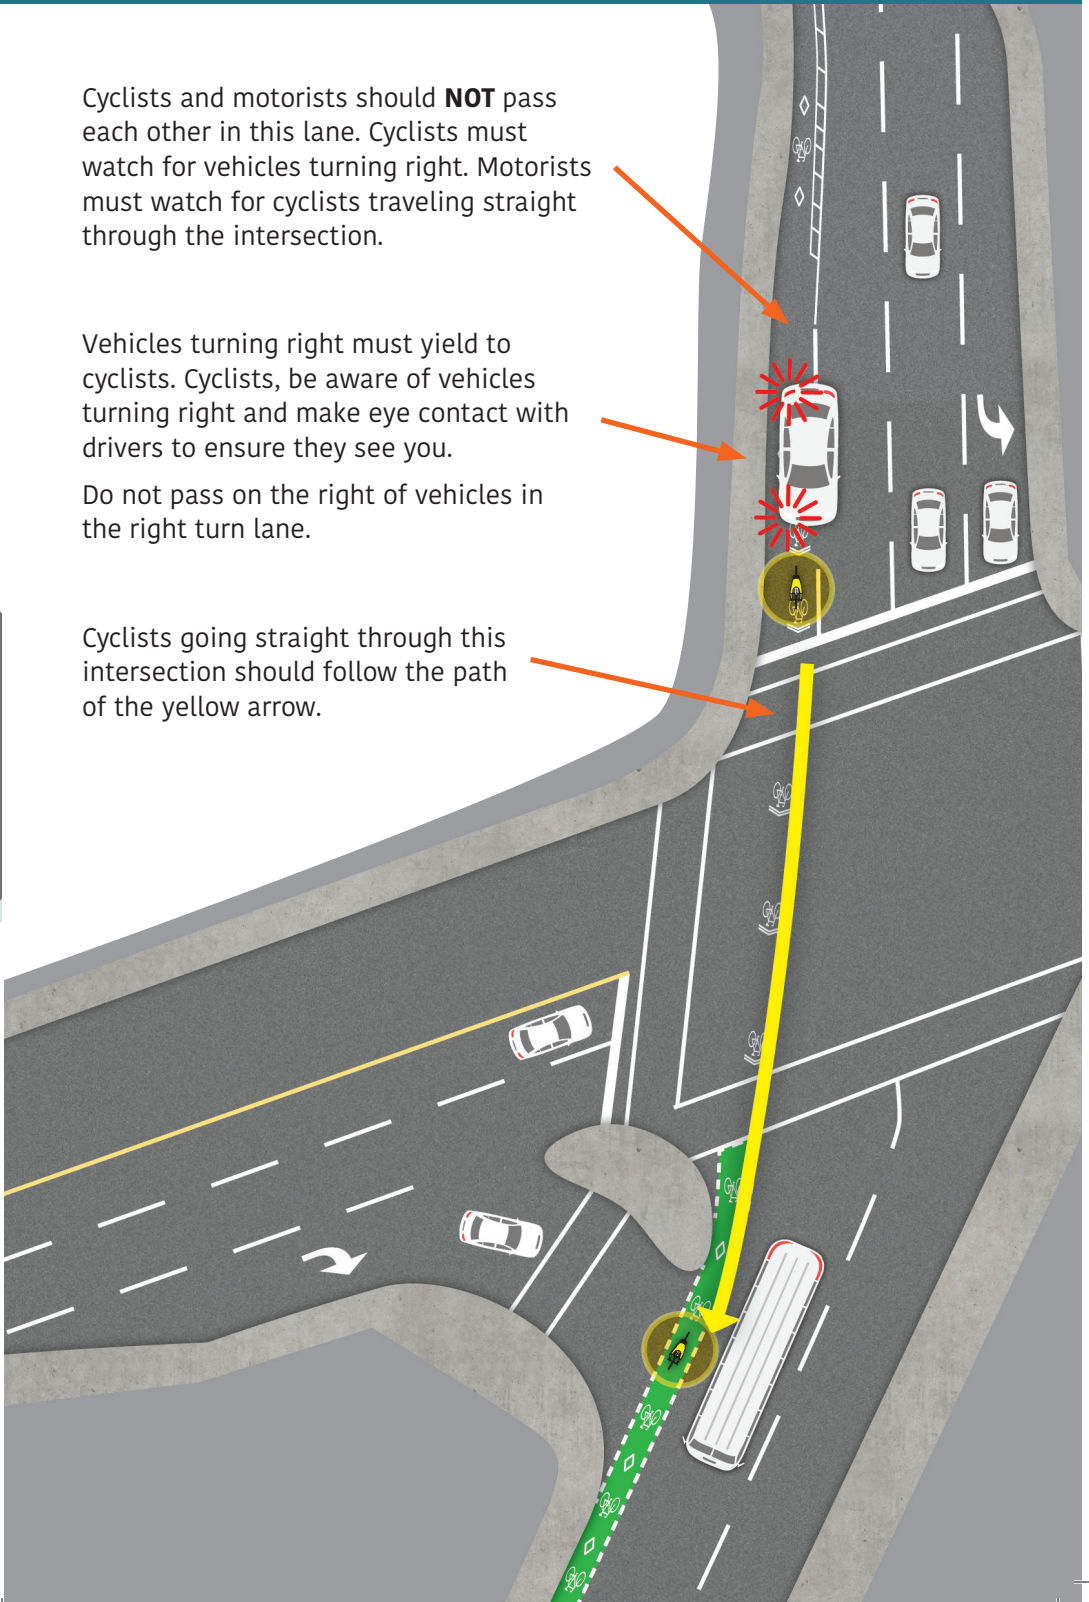 Cyclists and motorists should NOT pass
each other in this lane. Cyclists must
watch for vehicles turning right. Motorists
must watch for cyclists traveling straight
through the intersection.
Vehicles turning right must yield to
cyclists. Cyclists, be aware of vehicles
turning right and make eye contact with
drivers to ensure they see you.
Do not pass on the right of vehicles in
the right turn lane.
Cyclists going straight through this
intersection should follow the path
of the yellow arrow.